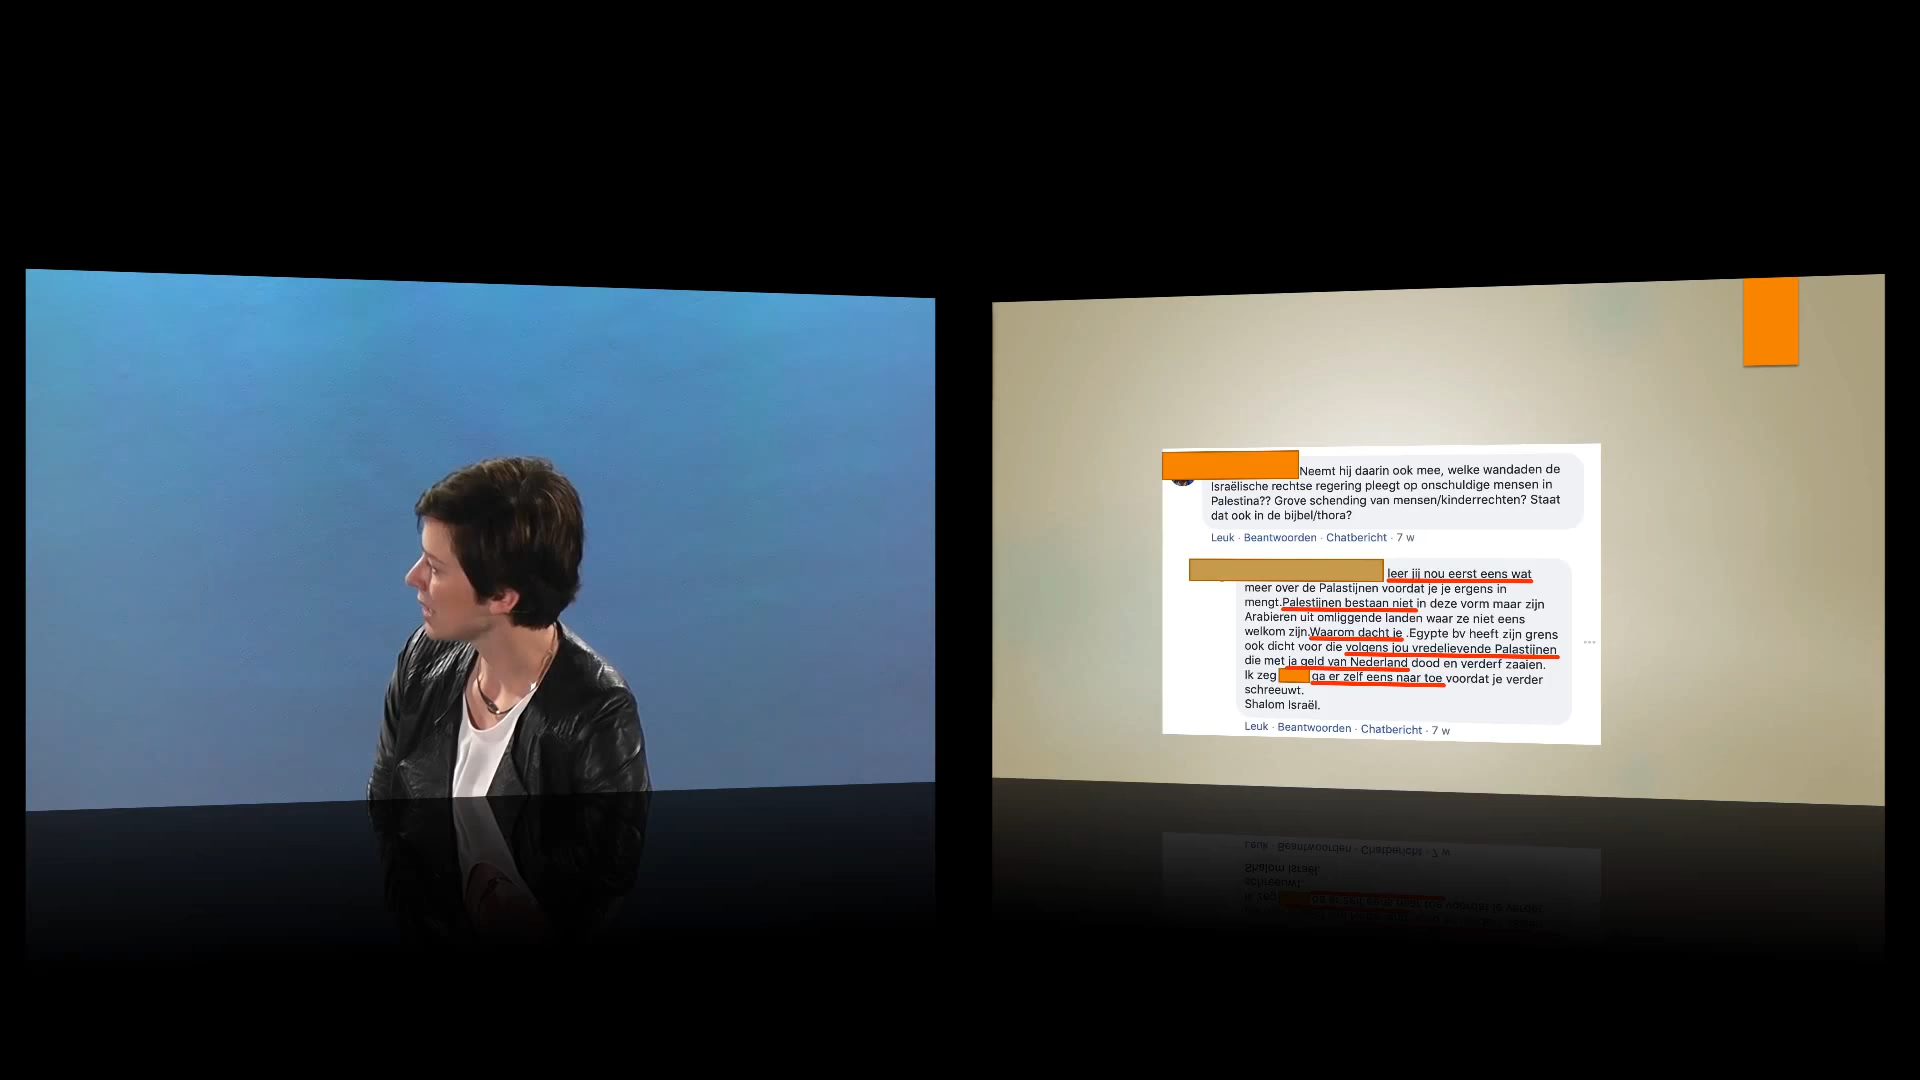 Neemt hij daarin ook mee, welke wandaden de
Israëlische rechtse regering pleegt op onschuldige mensen in
Palestina?? Grove schending van mensen/kinderrechten? Staat
dat ook in de bijbel/thora?
Leuk · Beantwoorden · Chatbericht · 7 w
leer jij nou eerst eens wat
meer over de Palastijnen voordat je je ergens in
mengt.Palestijnen bestaan niet in deze vorm maar zijn
Arabieren uit omliggende landen waar ze niet eens
welkom zijn.Waarom dacht je .Egypte bv heeft zijn grens
ook dicht voor die volgens jou vredelievende Palastijnen
die met ja geld van Nederland dood en verderf zaaien.
Ik zeg ga er zelf eens naar toe voordat je verder
schreeuwt.
Shalom Israël.
Leuk · Beantwoorden · Chatbericht · 7 w